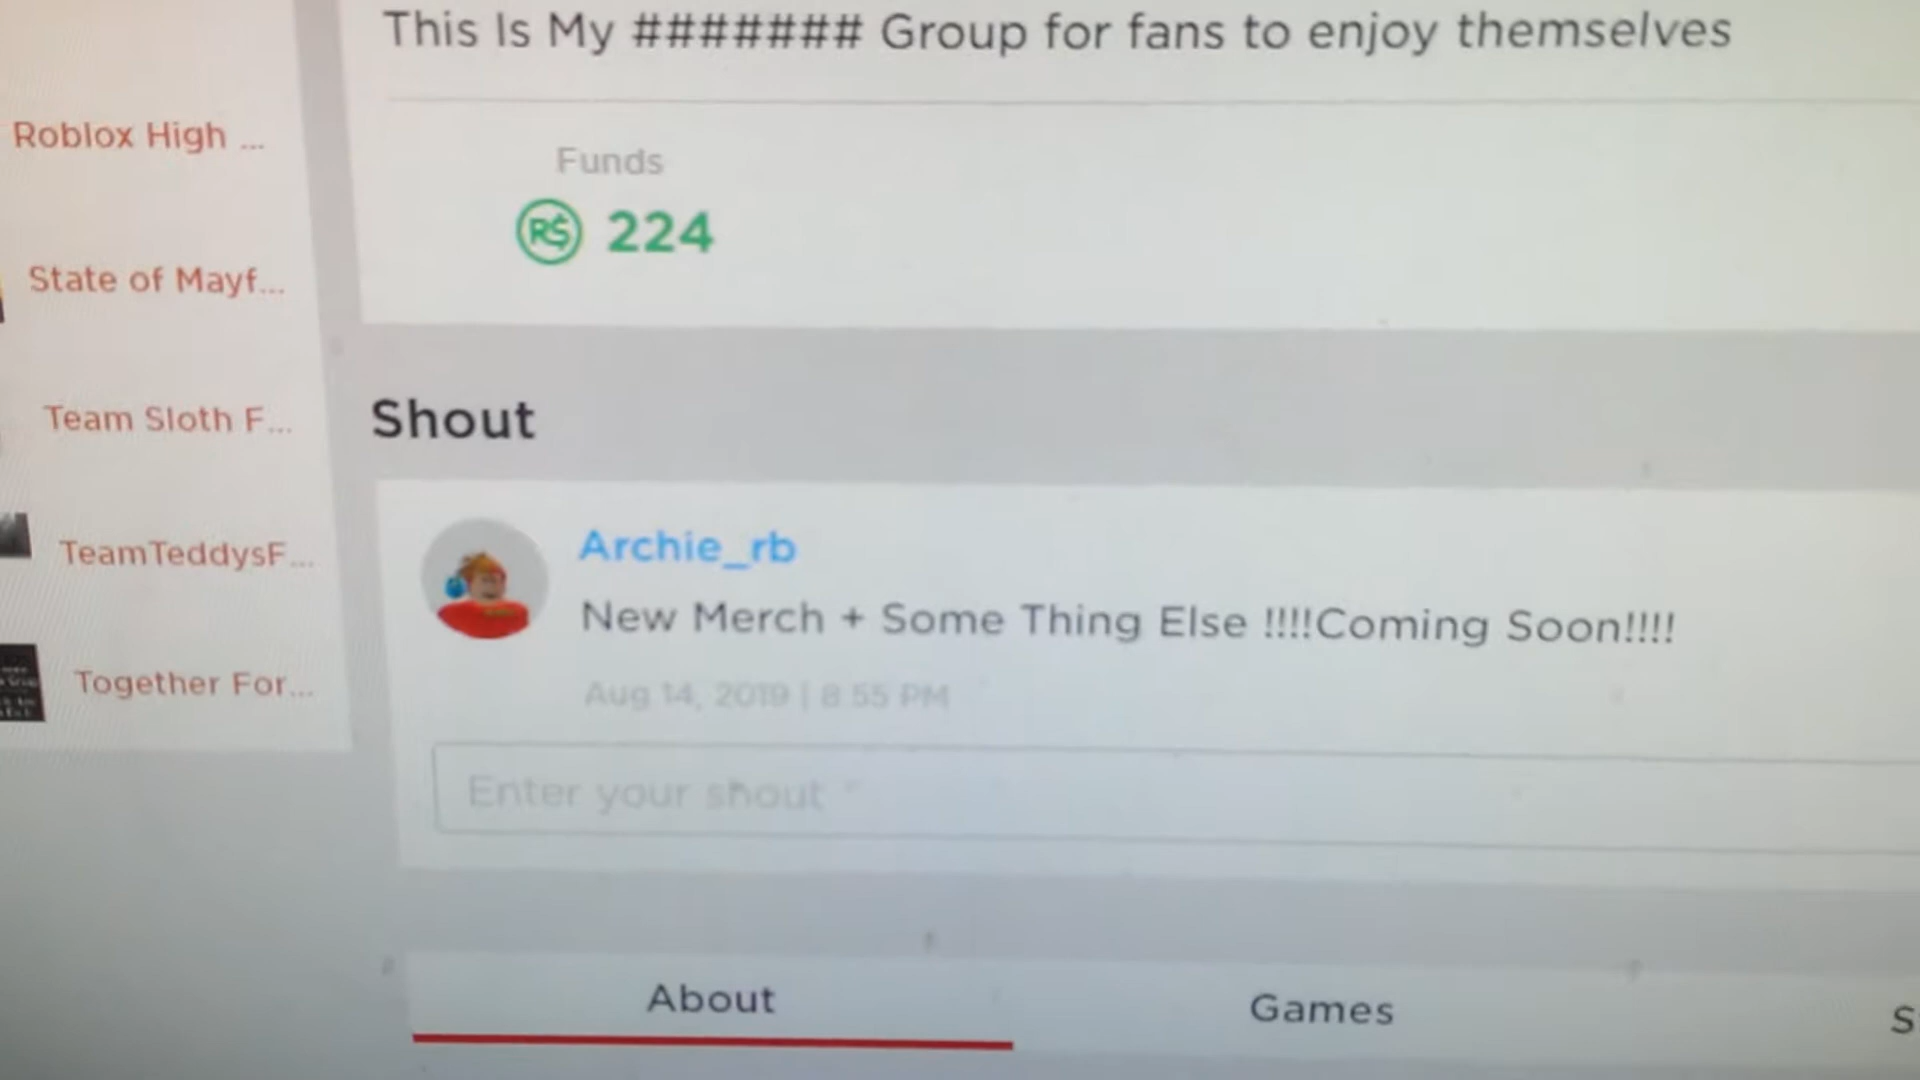 This Is My ####### Group for fans to enjoy themselves
Roblox High ...
Funds
R$ 224
State of Mayf...
Shout
Team Sloth F...
Archie_rb
New Merch + Some Thing Else !!!!Coming Soon!!!!
TeamTeddysF...
Aug 14, 2019 | 8:55 PM
Together For...
Enter your shout
About
Games
S